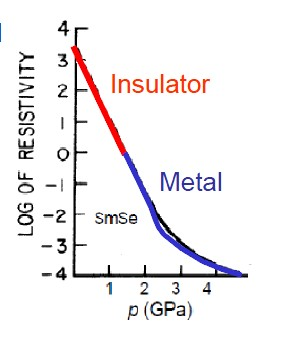 LOG OF RESISTIVITY
4
3
2
1
0
-1
-2
-3
-4
Insulator
Metal
SmSe
1 2 3 4
p (GPa)